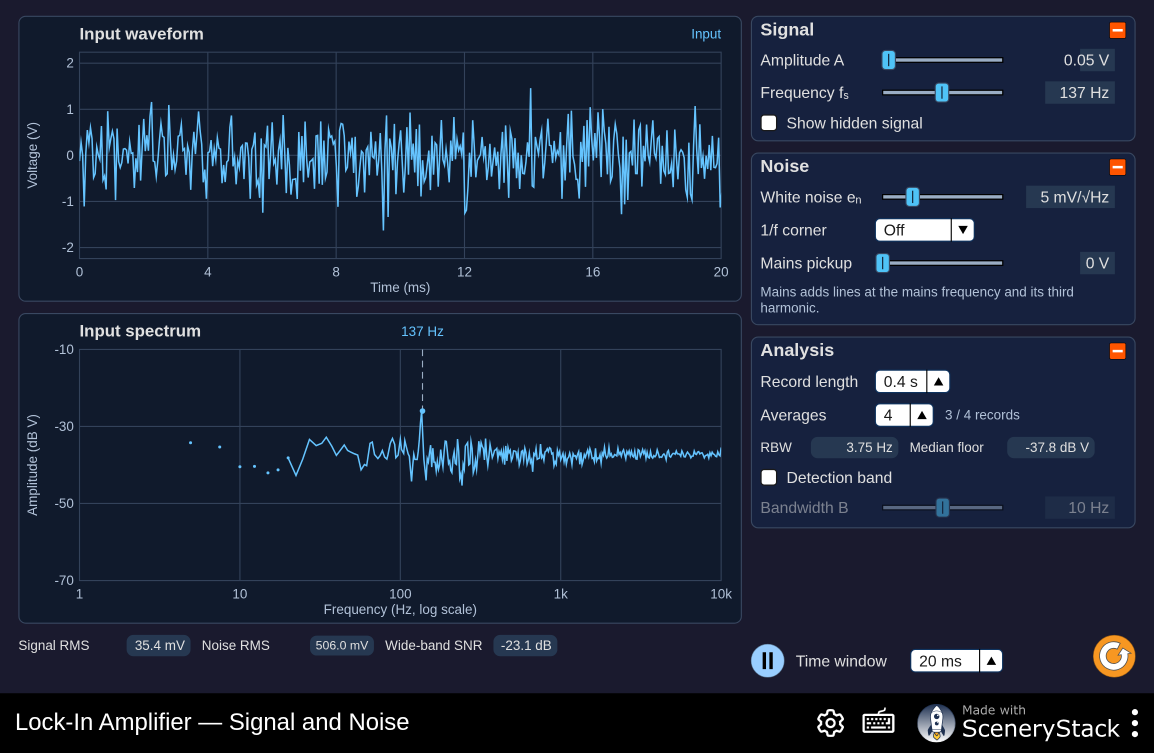 Input waveform
Input
Voltage (V)
2
1
0
-1
-2
0 4 8 12 16 20
Time (ms)
Input spectrum
137 Hz
Amplitude (dB V)
-10
-30
-50
-70
1 10 100 1k 10k
Frequency (Hz, log scale)
Signal RMS 35.4 mV Noise RMS 506.0 mV Wide-band SNR -23.1 dB
Signal
Amplitude A 0.05 V
Frequency fₛ 137 Hz
Show hidden signal
Noise
White noise eₙ 5 mV/√Hz
1/f corner Off
Mains pickup 0 V
Mains adds lines at the mains frequency and its third
harmonic.
Analysis
Record length 0.4 s
Averages 4 3 / 4 records
RBW 3.75 Hz Median floor -37.8 dB V
Detection band
Bandwidth B 10 Hz
Time window 20 ms
Lock-In Amplifier — Signal and Noise
Made with
SceneryStack